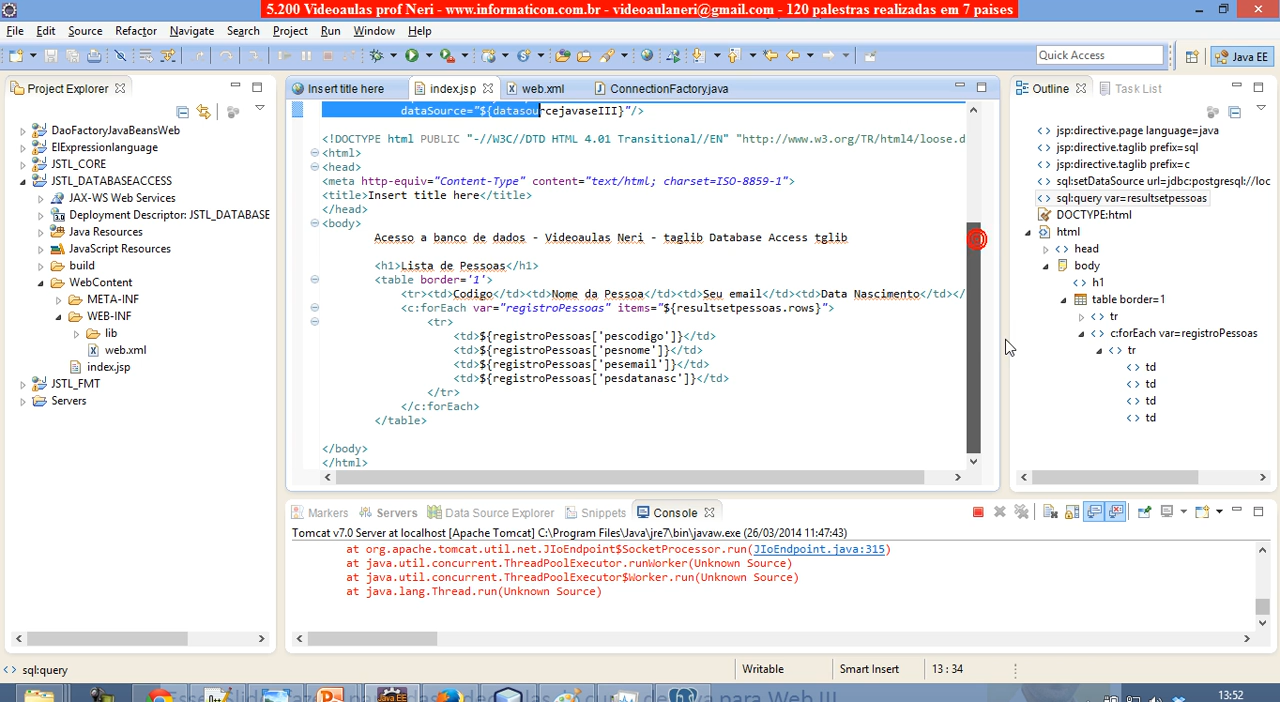 5.200 Videoaulas prof Neri - www.informaticon.com.br - videoaulaneri@gmail.com - 120 palestras realizadas em 7 paises
File Edit Source Refactor Navigate Search Project Run Window Help
Quick Access
Java EE
Project Explorer
DaoFactoryJavaBeansWeb
ElExpressionlanguage
JSTL_CORE
JSTL_DATABASEACCESS
JAX-WS Web Services
Deployment Descriptor: JSTL_DATABASE
Java Resources
JavaScript Resources
build
WebContent
META-INF
WEB-INF
lib
web.xml
index.jsp
JSTL_FMT
Servers
Insert title here index.jsp web.xml ConnectionFactory.java
dataSource="${datasourcejavaseIII}"/>
<!DOCTYPE html PUBLIC "-//W3C//DTD HTML 4.01 Transitional//EN" "http://www.w3.org/TR/html4/loose.d
<html>
<head>
<meta http-equiv="Content-Type" content="text/html; charset=ISO-8859-1">
<title>Insert title here</title>
</head>
<body>
Acesso a banco de dados - Videoaulas Neri - taglib Database Access tglib
<h1>Lista de Pessoas</h1>
<table border='1'>
<tr><td>Codigo</td><td>Nome da Pessoa</td><td>Seu email</td><td>Data Nascimento</td></
<c:forEach var="registroPessoas" items="${resultsetpessoas.rows}">
<tr>
<td>${registroPessoas['pescodigo']}</td>
<td>${registroPessoas['pesnome']}</td>
<td>${registroPessoas['pesemail']}</td>
<td>${registroPessoas['pesdatanasc']}</td>
</tr>
</c:forEach>
</table>
</body>
</html>
Outline Task List
jsp:directive.page language=java
jsp:directive.taglib prefix=sql
jsp:directive.taglib prefix=c
sql:setDataSource url=jdbc:postgresql://loc
sql:query var=resultsetpessoas
DOCTYPE:html
html
head
body
h1
table border=1
tr
c:forEach var=registroPessoas
tr
td
td
td
td
Markers Servers Data Source Explorer Snippets Console
Tomcat v7.0 Server at localhost [Apache Tomcat] C:\Program Files\Java\jre7\bin\javaw.exe (26/03/2014 11:47:43)
at org.apache.tomcat.util.net.JIoEndpoint$SocketProcessor.run(JIoEndpoint.java:315)
at java.util.concurrent.ThreadPoolExecutor.runWorker(Unknown Source)
at java.util.concurrent.ThreadPoolExecutor$Worker.run(Unknown Source)
at java.lang.Thread.run(Unknown Source)
sql:query
Writable Smart Insert 13 : 34
13:52